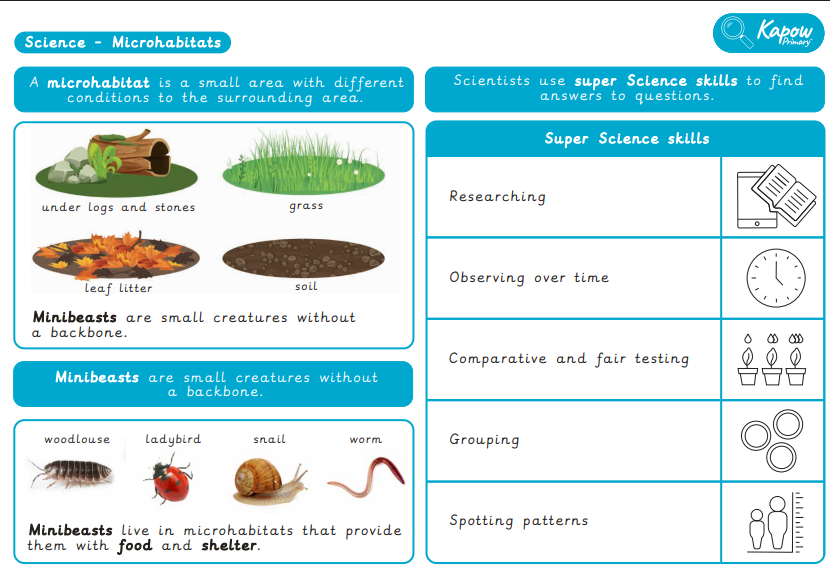 Science - Microhabitats
Kapow
Primary
A microhabitat is a small area with different
conditions to the surrounding area.
under logs and stones
grass
leaf litter
soil
Minibeasts are small creatures without
a backbone.
Minibeasts are small creatures without
a backbone.
woodlouse
ladybird
snail
worm
Minibeasts live in microhabitats that provide
them with food and shelter.
Scientists use super Science skills to find
answers to questions.
Super Science skills
Researching
Observing over time
Comparative and fair testing
Grouping
Spotting patterns